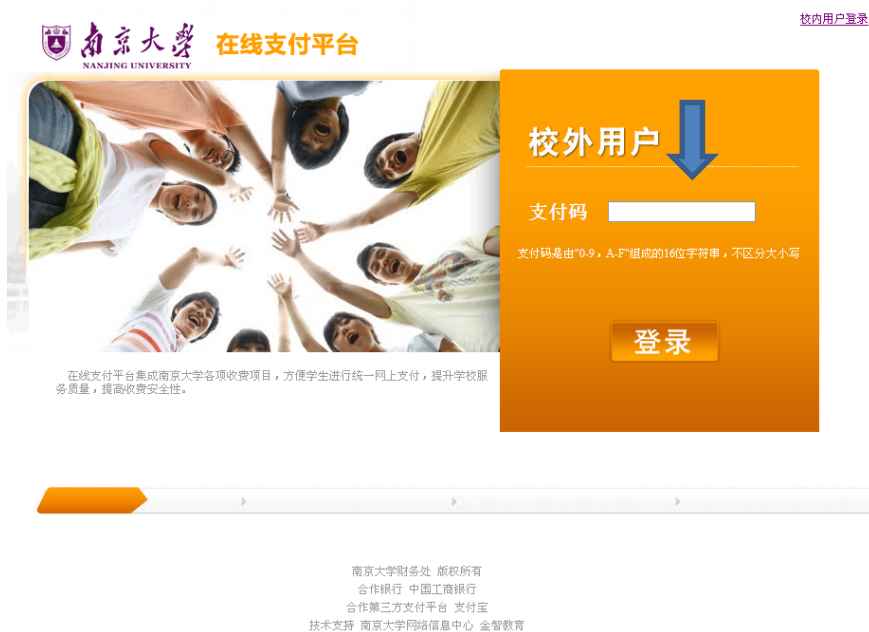 校内用户登录
南京大學
NANJING UNIVERSITY
在线支付平台
校外用户
支付码
支付码是由"0-9，A-F"组成的16位字符串，不区分大小写
登录
在线支付平台集成南京大学各项收费项目，方便学生进行统一网上支付，提升学校服
务质量，提高收费安全性。
南京大学财务处 版权所有
合作银行 中国工商银行
合作第三方支付平台 支付宝
技术支持 南京大学网络信息中心 金智教育